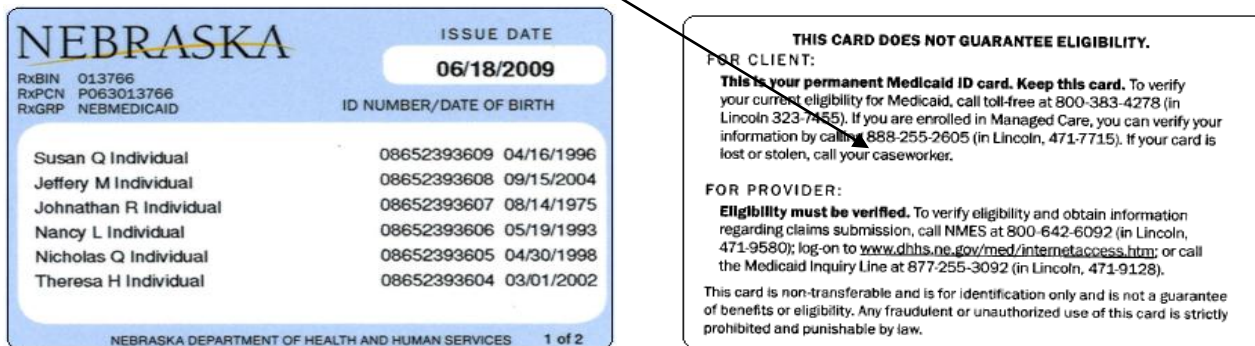 NEBRASKA
ISSUE DATE
06/18/2009
RxBIN 013766
RxPCN P063013766
RxGRP NEBMEDICAID
ID NUMBER/DATE OF BIRTH
Susan Q Individual 08652393609 04/16/1996
Jeffery M Individual 08652393608 09/15/2004
Johnathan R Individual 08652393607 08/14/1975
Nancy L Individual 08652393606 05/19/1993
Nicholas Q Individual 08652393605 04/30/1998
Theresa H Individual 08652393604 03/01/2002
NEBRASKA DEPARTMENT OF HEALTH AND HUMAN SERVICES 1 of 2
THIS CARD DOES NOT GUARANTEE ELIGIBILITY.
FOR CLIENT:
This is your permanent Medicaid ID card. Keep this card. To verify
your current eligibility for Medicaid, call toll-free at 800-383-4278 (in
Lincoln 323-7455). If you are enrolled in Managed Care, you can verify your
information by calling 888-255-2605 (in Lincoln, 471-7715). If your card is
lost or stolen, call your caseworker.
FOR PROVIDER:
Eligibility must be verified. To verify eligibility and obtain information
regarding claims submission, call NMES at 800-642-6092 (in Lincoln,
471-9580); log-on to www.dhhs.ne.gov/med/internetaccess.htm; or call
the Medicaid Inquiry Line at 877-255-3092 (in Lincoln, 471-9128).
This card is non-transferable and is for identification only and is not a guarantee
of benefits or eligibility. Any fraudulent or unauthorized use of this card is strictly
prohibited and punishable by law.